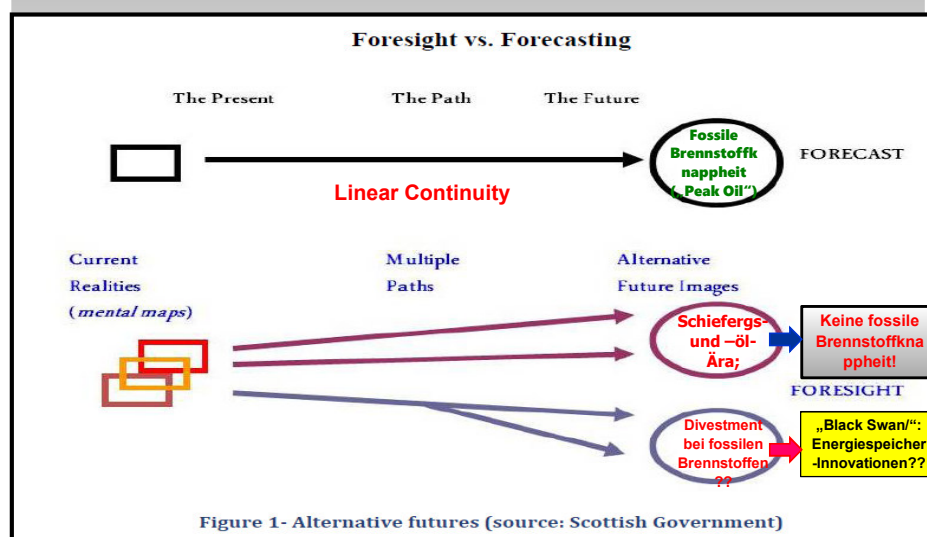 Foresight vs. Forecasting
The Present The Path The Future
Fossile
Brennstoffk
nappheit
(„Peak Oil“)
FORECAST
Linear Continuity
Current
Realities
(mental maps)
Multiple
Paths
Alternative
Future Images
Schiefergs-
und –öl-
Ära;
Keine fossile
Brennstoffkna
ppheit!
FORESIGHT
Divestment
bei fossilen
Brennstoffen
??
„Black Swan/“:
Energiespeicher
-Innovationen??
Figure 1- Alternative futures (source: Scottish Government)